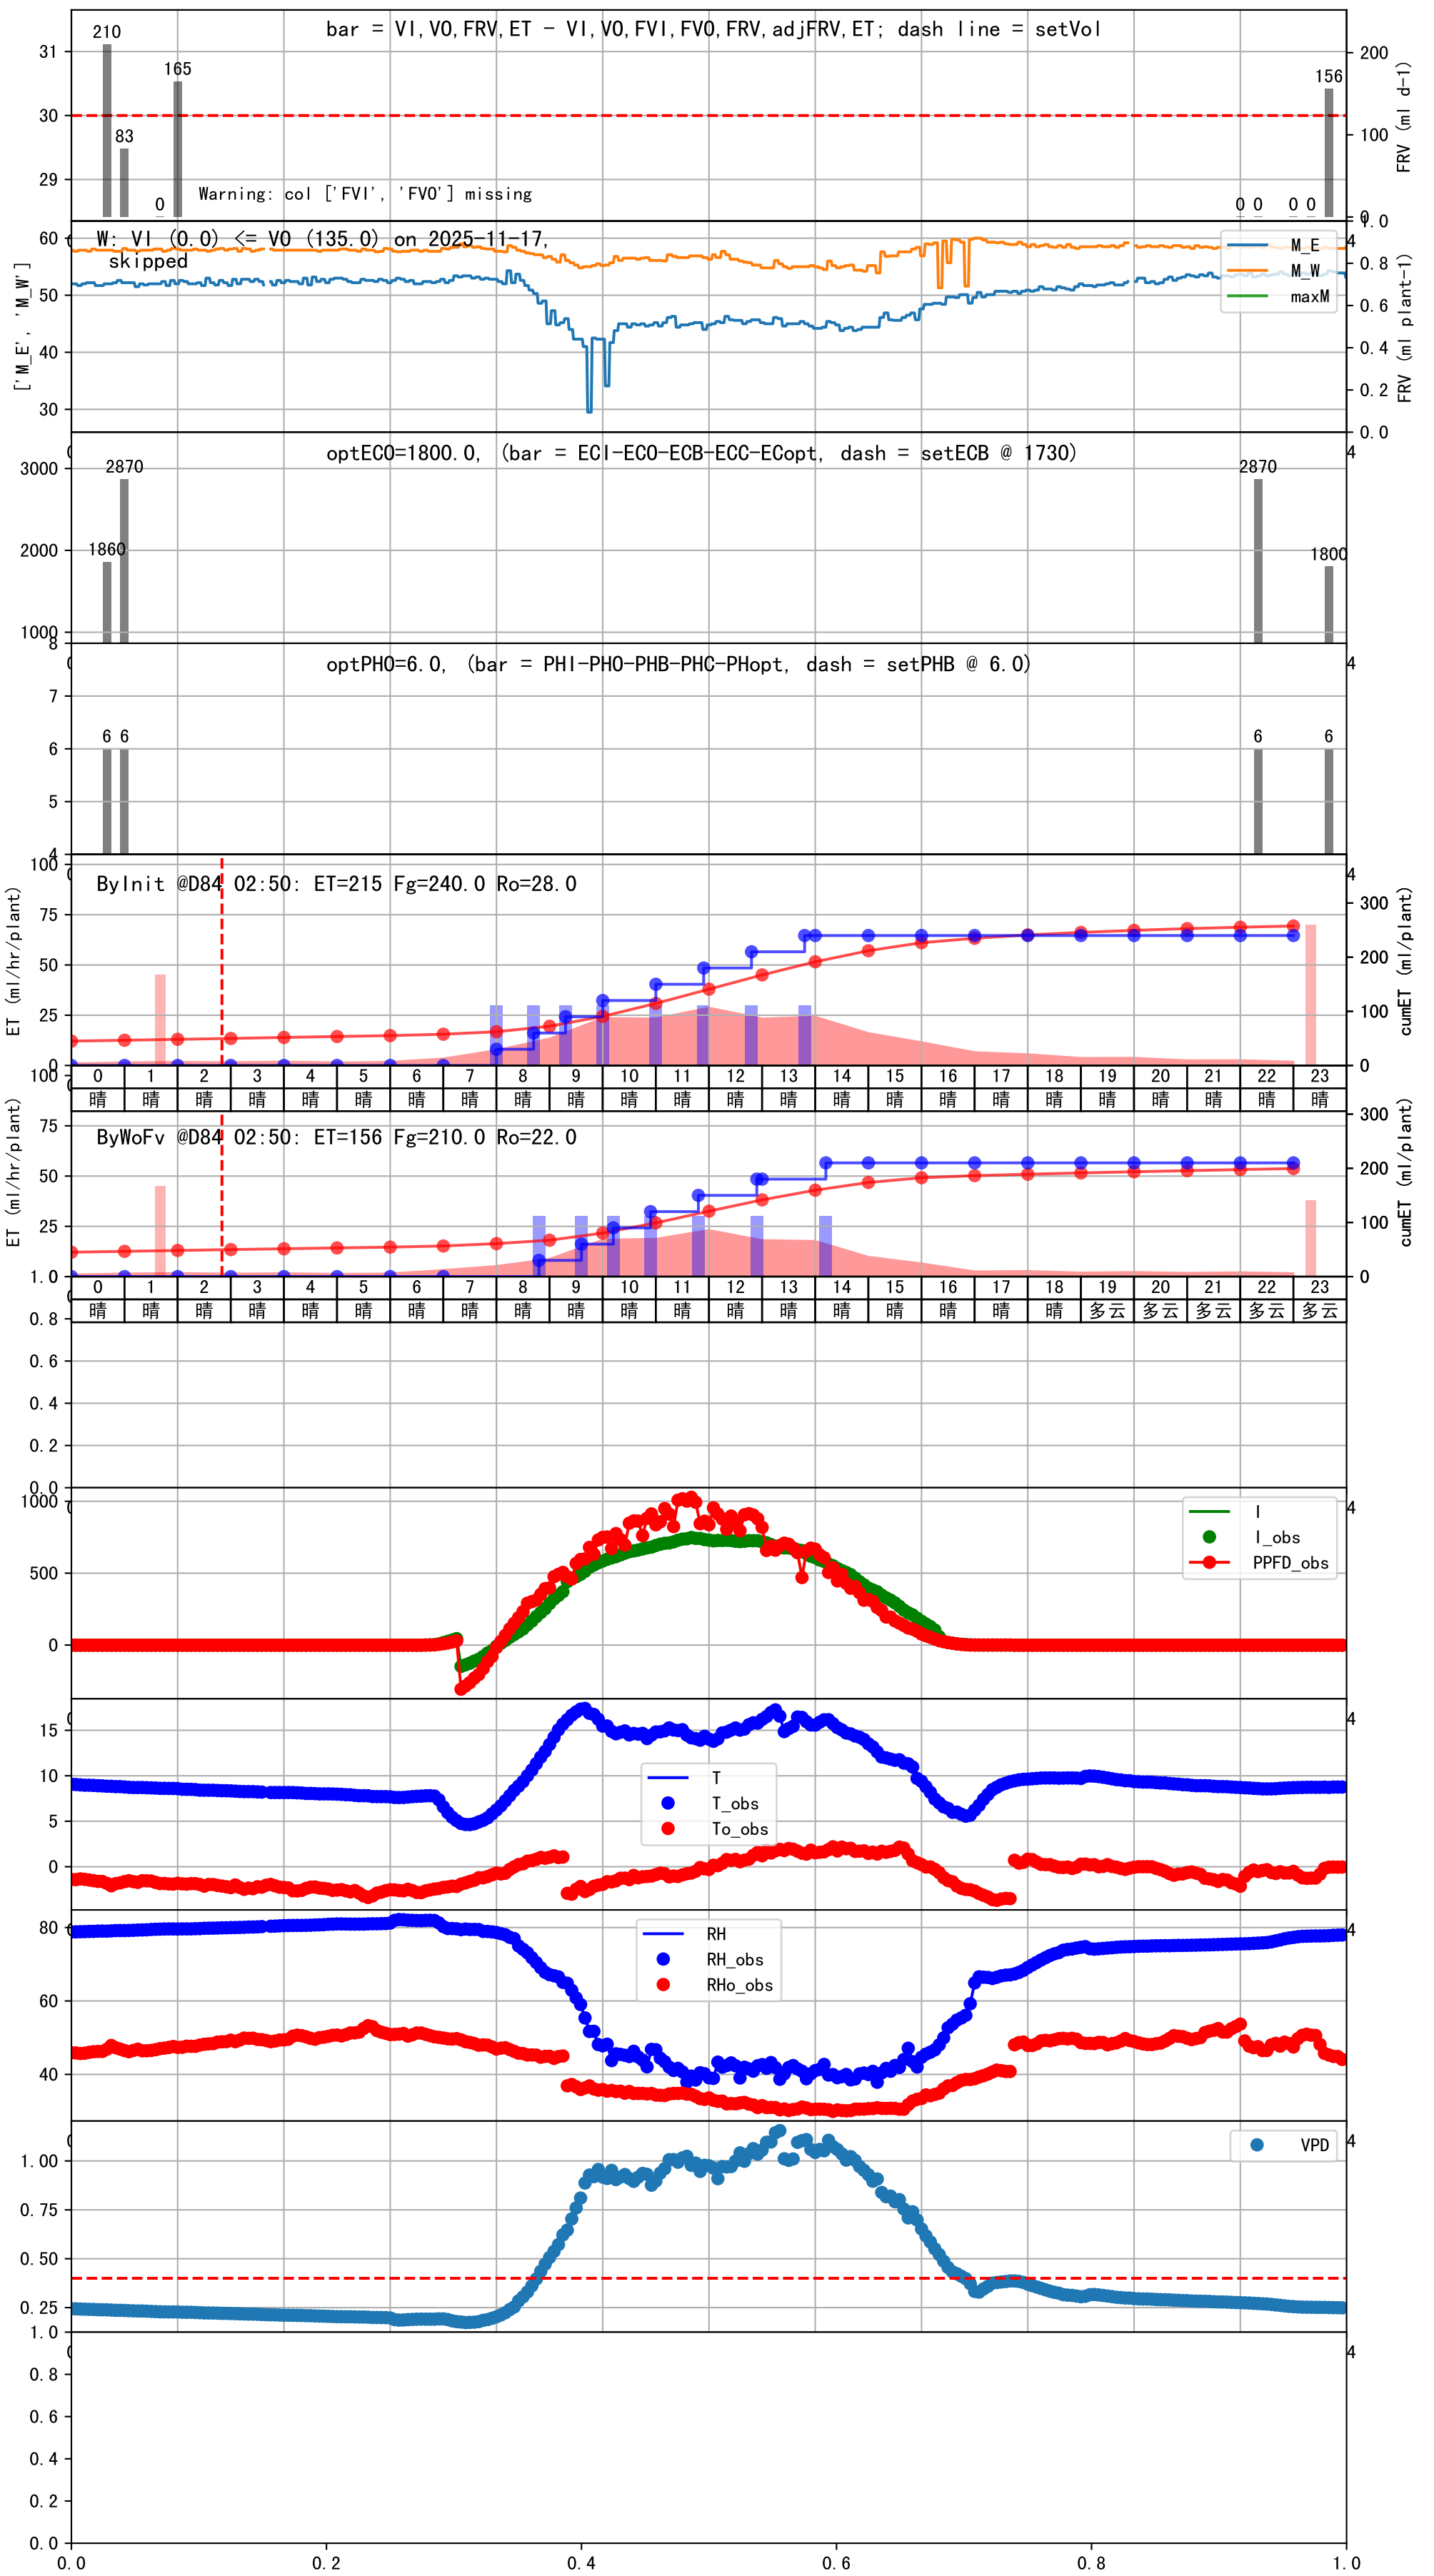 bar = VI,VO,FRV,ET - VI,VO,FVI,FVO,FRV,adjFRV,ET; dash line = setVol
210
83
0
165
0
0
0
0
156
31
30
29
200
100
0
FRV (ml d-1)
Warning: col ['FVI', 'FVO'] missing
W: VI (0.0) <= VO (135.0) on 2025-11-17,
skipped
60
50
40
30
['M_E', 'M_W']
M_E
M_W
maxM
1.0
0.8
0.6
0.4
0.2
0.0
FRV (ml plant-1)
4
optECO=1800.0, (bar = ECI-ECO-ECB-ECC-ECopt, dash = setECB @ 1730)
3000
2000
1000
1860
2870
2870
1800
4
optPHO=6.0, (bar = PHI-PHO-PHB-PHC-PHopt, dash = setPHB @ 6.0)
8
7
6
5
4
6 6
6
6
4
ByInit @D84 02:50: ET=215 Fg=240.0 Ro=28.0
100
75
50
25
0
ET (ml/hr/plant)
300
200
100
0
cumET (ml/plant)
4
0 1 2 3 4 5 6 7 8 9 10 11 12 13 14 15 16 17 18 19 20 21 22 23
晴 晴 晴 晴 晴 晴 晴 晴 晴 晴 晴 晴 晴 晴 晴 晴 晴 晴 晴 晴 晴 晴 晴 晴
ByWoFv @D84 02:50: ET=156 Fg=210.0 Ro=22.0
100
75
50
25
ET (ml/hr/plant)
300
200
100
0
cumET (ml/plant)
0 1 2 3 4 5 6 7 8 9 10 11 12 13 14 15 16 17 18 19 20 21 22 23
晴 晴 晴 晴 晴 晴 晴 晴 晴 晴 晴 晴 晴 晴 晴 晴 晴 晴 晴 多云 多云 多云 多云 多云
1.0
0.8
0.6
0.4
0.2
0.0
1000
500
0
I
I_obs
PPFD_obs
4
15
10
5
0
T
T_obs
To_obs
4
80
60
40
RH
RH_obs
RHo_obs
4
1.00
0.75
0.50
0.25
VPD
4
1.0
0.8
0.6
0.4
0.2
0.0
4
0.0 0.2 0.4 0.6 0.8 1.0